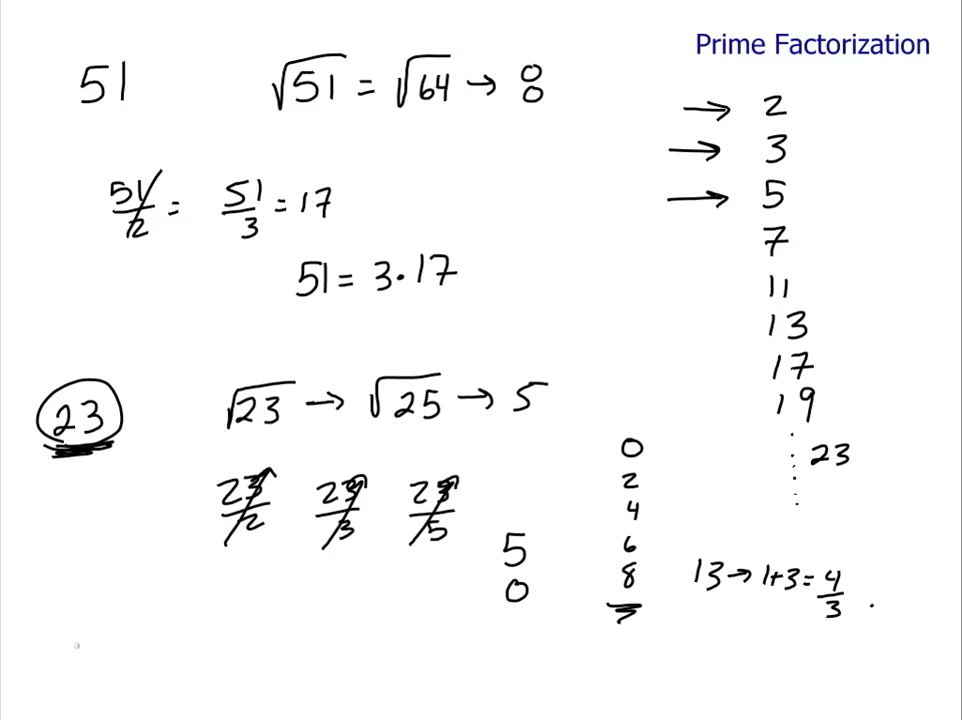 Prime Factorization
51 √51 = √64 → 8
→ 2
→ 3
→ 5
7
11
13
17
19
23
51/2 = 51/3 = 17
51 = 3·17
23 √23 → √25 → 5
23/2 23/3 23/5
5
0
0
2
4
6
8
13 → 1+3 = 4/3